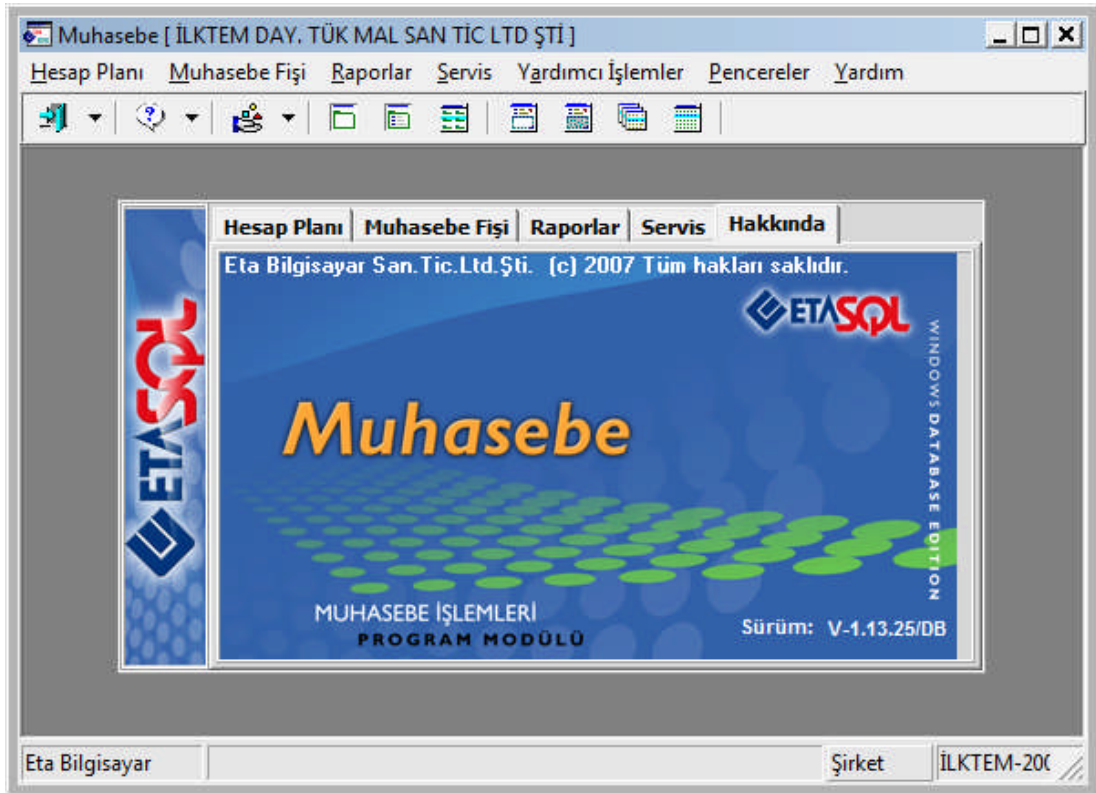 Muhasebe [ İLKTEM DAY. TÜK MAL SAN TİC LTD ŞTİ ]
Hesap Planı Muhasebe Fişi Raporlar Servis Yardımcı İşlemler Pencereler Yardım
Hesap Planı Muhasebe Fişi Raporlar Servis Hakkında
Eta Bilgisayar San.Tic.Ltd.Şti. (c) 2007 Tüm hakları saklıdır.
ETASQL
ETASQL
WINDOWS DATABASE EDITION
Muhasebe
MUHASEBE İŞLEMLERİ
PROGRAM MODÜLÜ
Sürüm: V-1.13.25/DB
Eta Bilgisayar Şirket İLKTEM-200